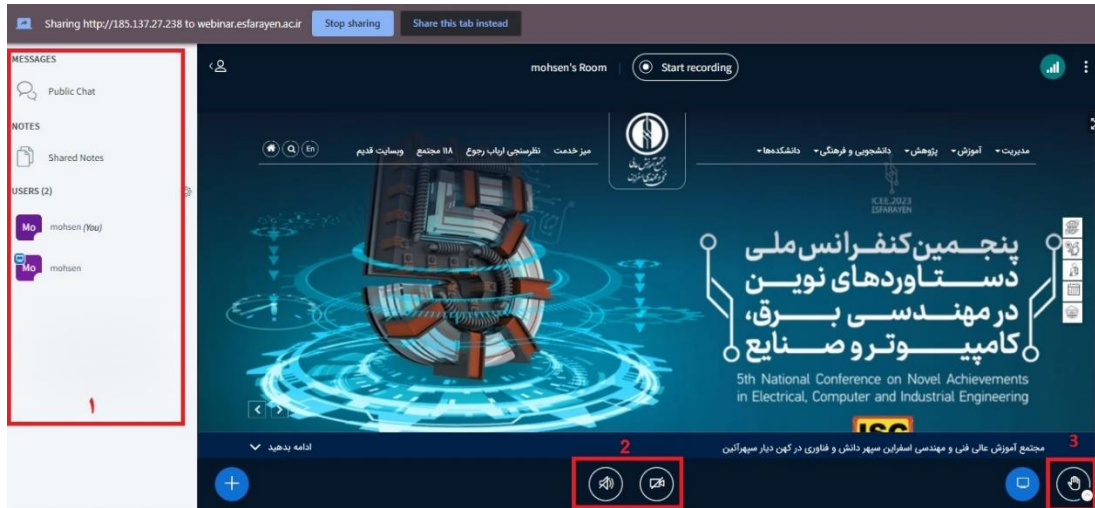 Sharing http://185.137.27.238 to webinar.esfarayen.ac.ir
Stop sharing
Share this tab instead
MESSAGES
Public Chat
NOTES
Shared Notes
USERS (2)
Mo
mohsen (You)
Mo
mohsen
۱
mohsen's Room
Start recording
مدیریت
آموزش
پژوهش
دانشجویی و فرهنگی
دانشکده‌ها
میز خدمت
نظرسنجی ارباب رجوع
۱۱۸ مجتمع
وبسایت قدیم
En
ICEE.2023
ESFARAYEN
پنجمین کنفرانس ملی
دستاوردهای نوین
در مهندسی برق،
کامپیوتر و صنایع
5th National Conference on Novel Achievements
in Electrical, Computer and Industrial Engineering
ISC
مجتمع آموزش عالی فنی و مهندسی اسفراین سپهر دانش و فناوری در کهن دیار سپهرآئین
ادامه بدهید
2
3